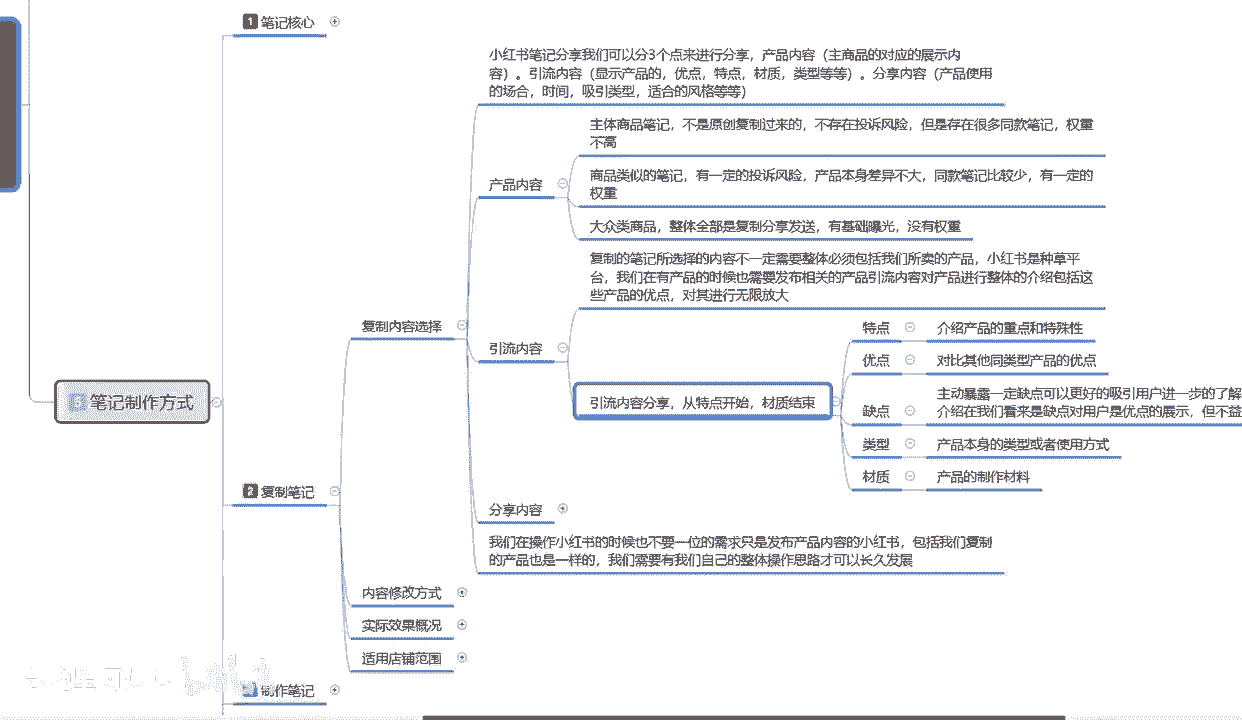 1 笔记核心
小红书笔记分享我们可以分3个点来进行分享，产品内容（主商品的对应的展示内
容）。引流内容（显示产品的，优点，特点，材质，类型等等）。分享内容（产品使用
的场合，时间，吸引类型，适合的风格等等）
主体商品笔记，不是原创复制过来的，不存在投诉风险，但是存在很多同款笔记，权重
不高
产品内容
商品类似的笔记，有一定的投诉风险，产品本身差异不大，同款笔记比较少，有一定的
权重
大众类商品，整体全部是复制分享发送，有基础曝光，没有权重
复制的笔记所选择的内容不一定需要整体必须包括我们所卖的产品，小红书是种草平
台，我们在有产品的时候也需要发布相关的产品引流内容对产品进行整体的介绍包括这
些产品的优点，对其进行无限放大
复制内容选择
引流内容
特点
介绍产品的重点和特殊性
优点
对比其他同类型产品的优点
笔记制作方式
引流内容分享，从特点开始，材质结束
主动暴露一定缺点可以更好的吸引用户进一步的了解
缺点
介绍在我们看来是缺点对用户是优点的展示，但不益
类型
产品本身的类型或者使用方式
材质
产品的制作材料
2 复制笔记
分享内容
我们在操作小红书的时候也不要一位的需求只是发布产品内容的小红书，包括我们复制
的产品也是一样的，我们需要有我们自己的整体操作思路才可以长久发展
内容修改方式
实际效果概况
适用店铺范围
制作笔记